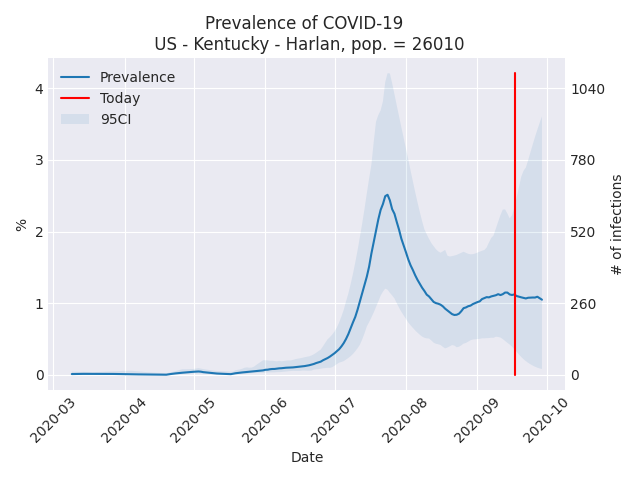 Prevalence of COVID-19
US - Kentucky - Harlan, pop. = 26010
Prevalence
Today
95CI
4
3
2
1
0
%
1040
780
520
260
0
# of infections
2020-03
2020-04
2020-05
2020-06
2020-07
2020-08
2020-09
2020-10
Date